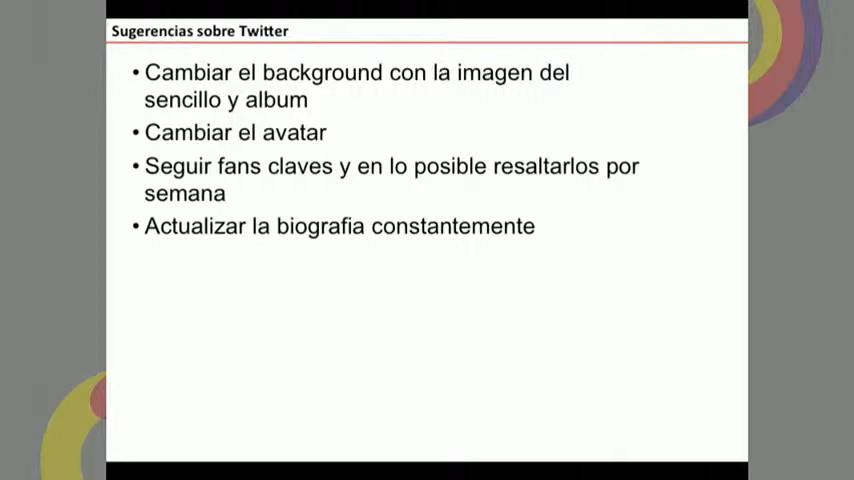 Sugerencias sobre Twitter
• Cambiar el background con la imagen del
sencillo y album
• Cambiar el avatar
• Seguir fans claves y en lo posible resaltarlos por
semana
• Actualizar la biografia constantemente